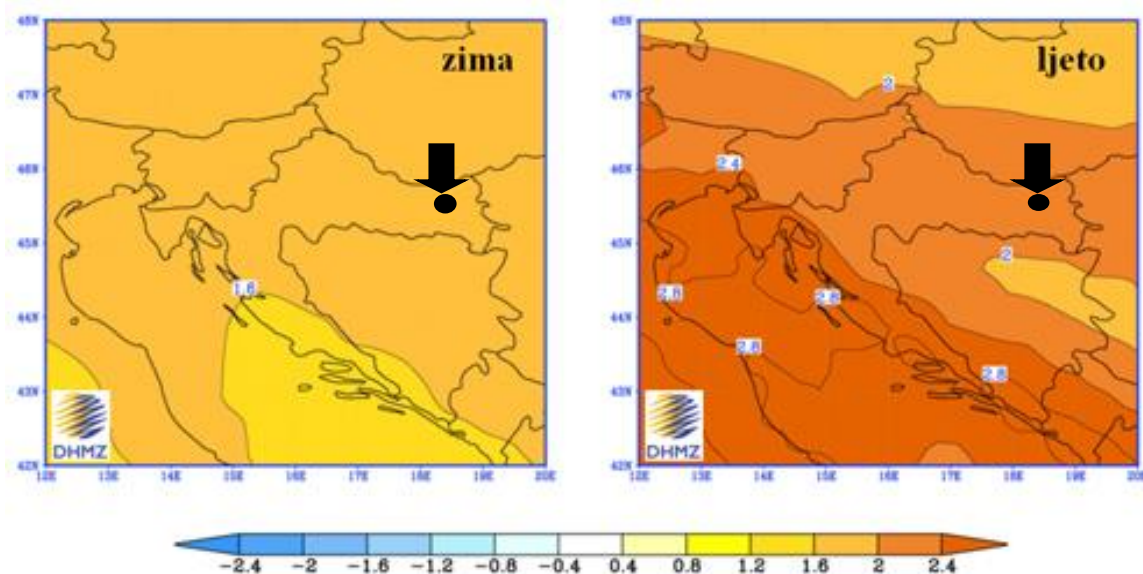 zima
ljeto
48N
47N
46N
45N
44N
43N
42N
12E 13E 14E 15E 16E 17E 18E 19E 20E
1.8
DHMZ
48N
47N
46N
45N
44N
43N
42N
12E 13E 14E 15E 16E 17E 18E 19E 20E
2
2.4
2
2.8
2.8
2.8
2.8
DHMZ
-2.4 -2 -1.6 -1.2 -0.8 -0.4 0.4 0.8 1.2 1.6 2 2.4